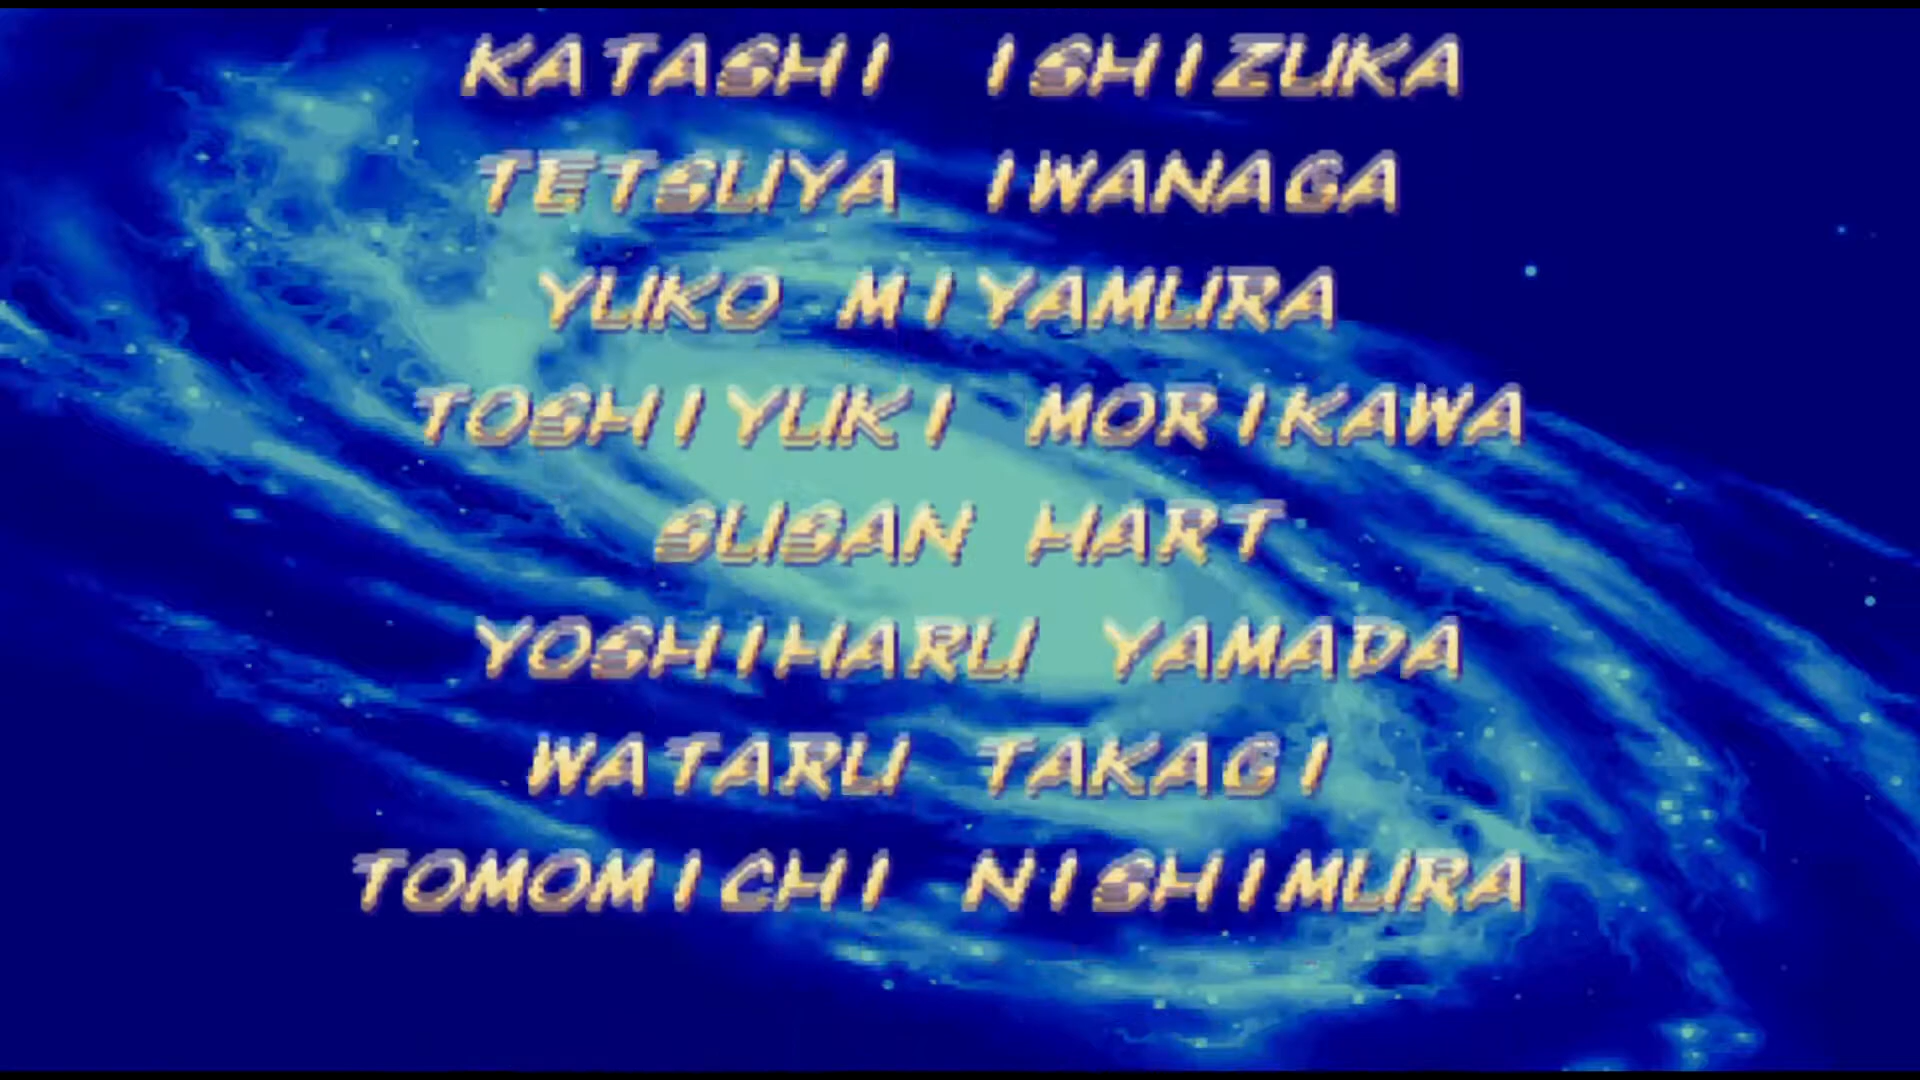 KATASHI ISHIZUKA
TETSUYA IWANAGA
YUKO MIYAMURA
TOSHIYUKI MORIKAWA
SUSAN HART
YOSHIHARU YAMADA
WATARU TAKAGI
TOMOMICHI NISHIMURA